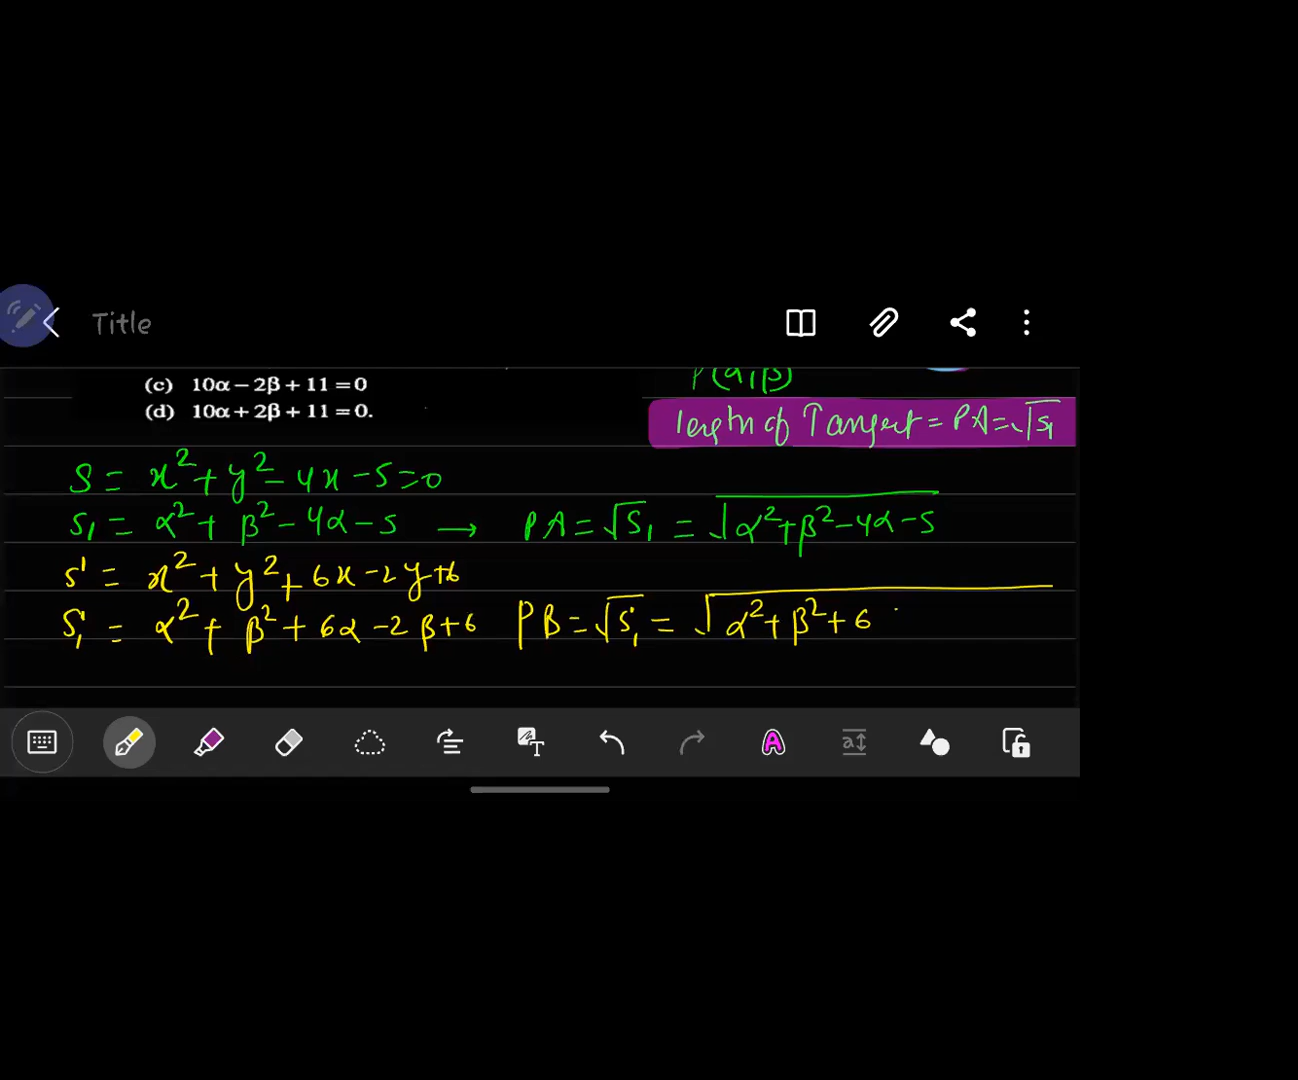 Title
(c) 10α − 2β + 11 = 0
(d) 10α + 2β + 11 = 0.
P(α, β)
length of Tangent = PA = √S₁
S = x² + y² − 4x − 5 = 0
S₁ = α² + β² − 4α − 5 → PA = √S₁ = √α² + β² − 4α − 5
S' = x² + y² + 6x − 2y + 6
S'₁ = α² + β² + 6α − 2β + 6 PB = √S'₁ = √α² + β² + 6